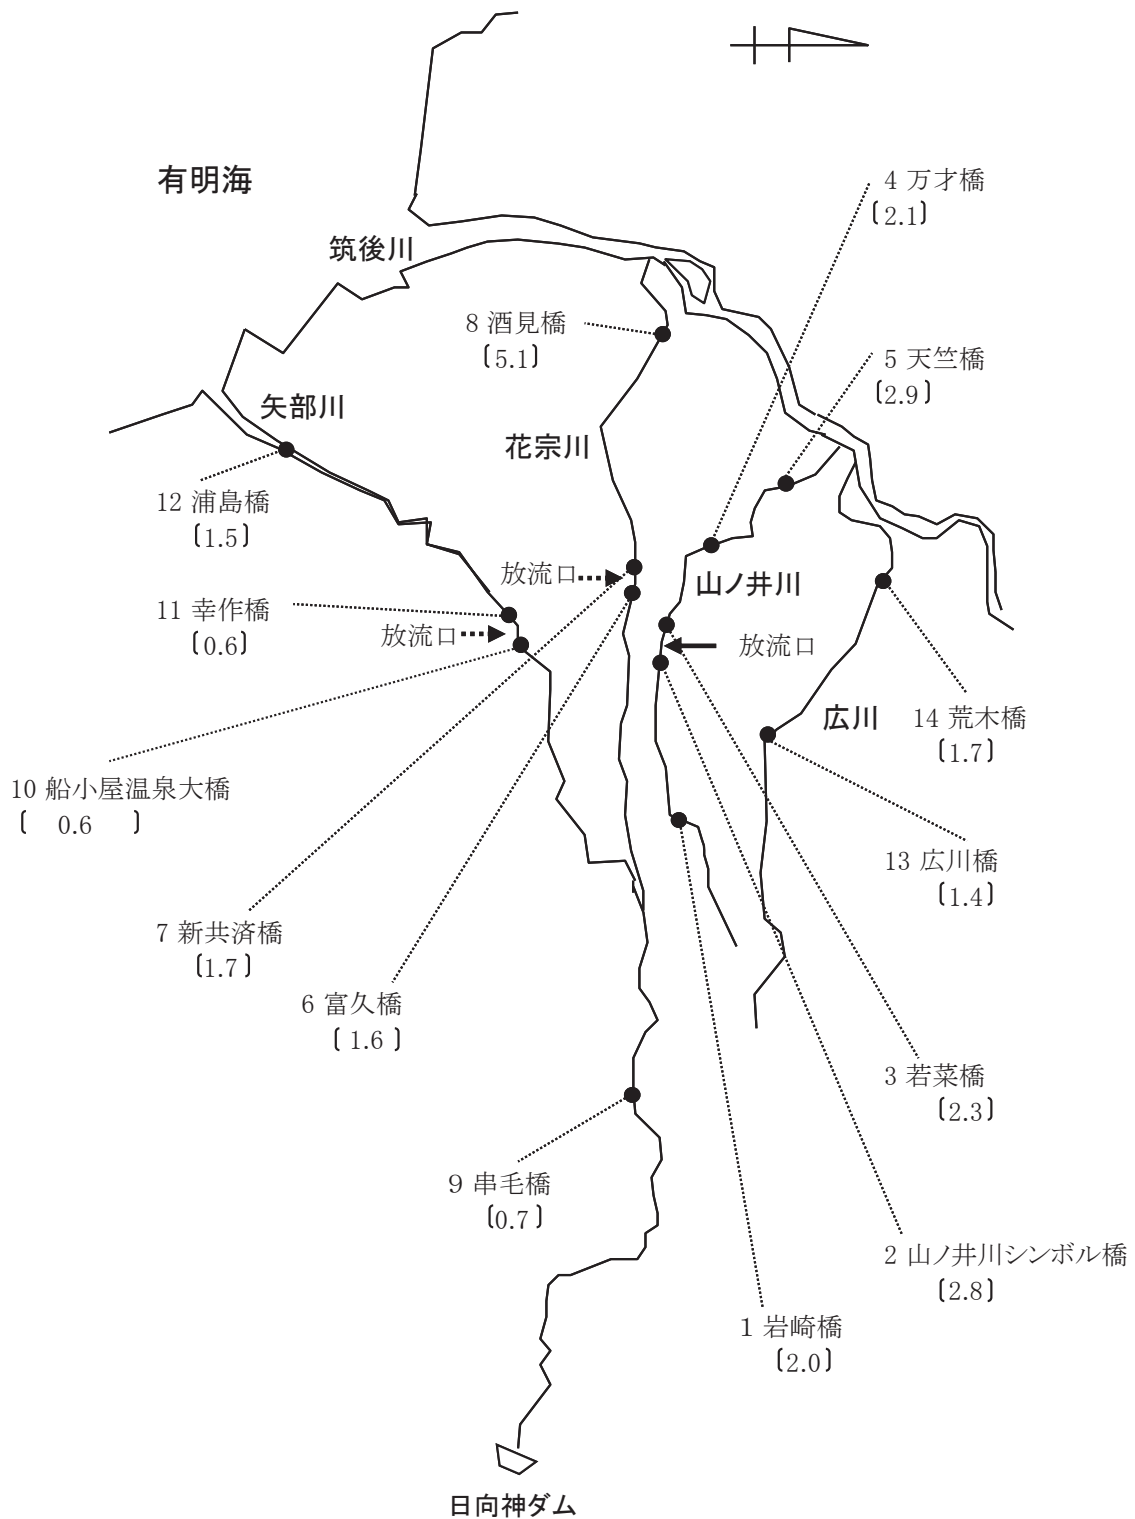 4 万才橋
〔2.1〕
有明海
筑後川
8 酒見橋
〔5.1〕
5 天竺橋
〔2.9〕
矢部川
花宗川
12 浦島橋
〔1.5〕
放流口
山ノ井川
11 幸作橋
〔0.6〕
放流口
放流口
広川
14 荒木橋
〔1.7〕
10 船小屋温泉大橋
〔 0.6 〕
13 広川橋
〔1.4〕
7 新共済橋
〔1.7〕
6 富久橋
〔 1.6 〕
3 若菜橋
〔2.3〕
9 串毛橋
〔0.7〕
2 山ノ井川シンボル橋
〔2.8〕
1 岩崎橋
〔2.0〕
日向神ダム